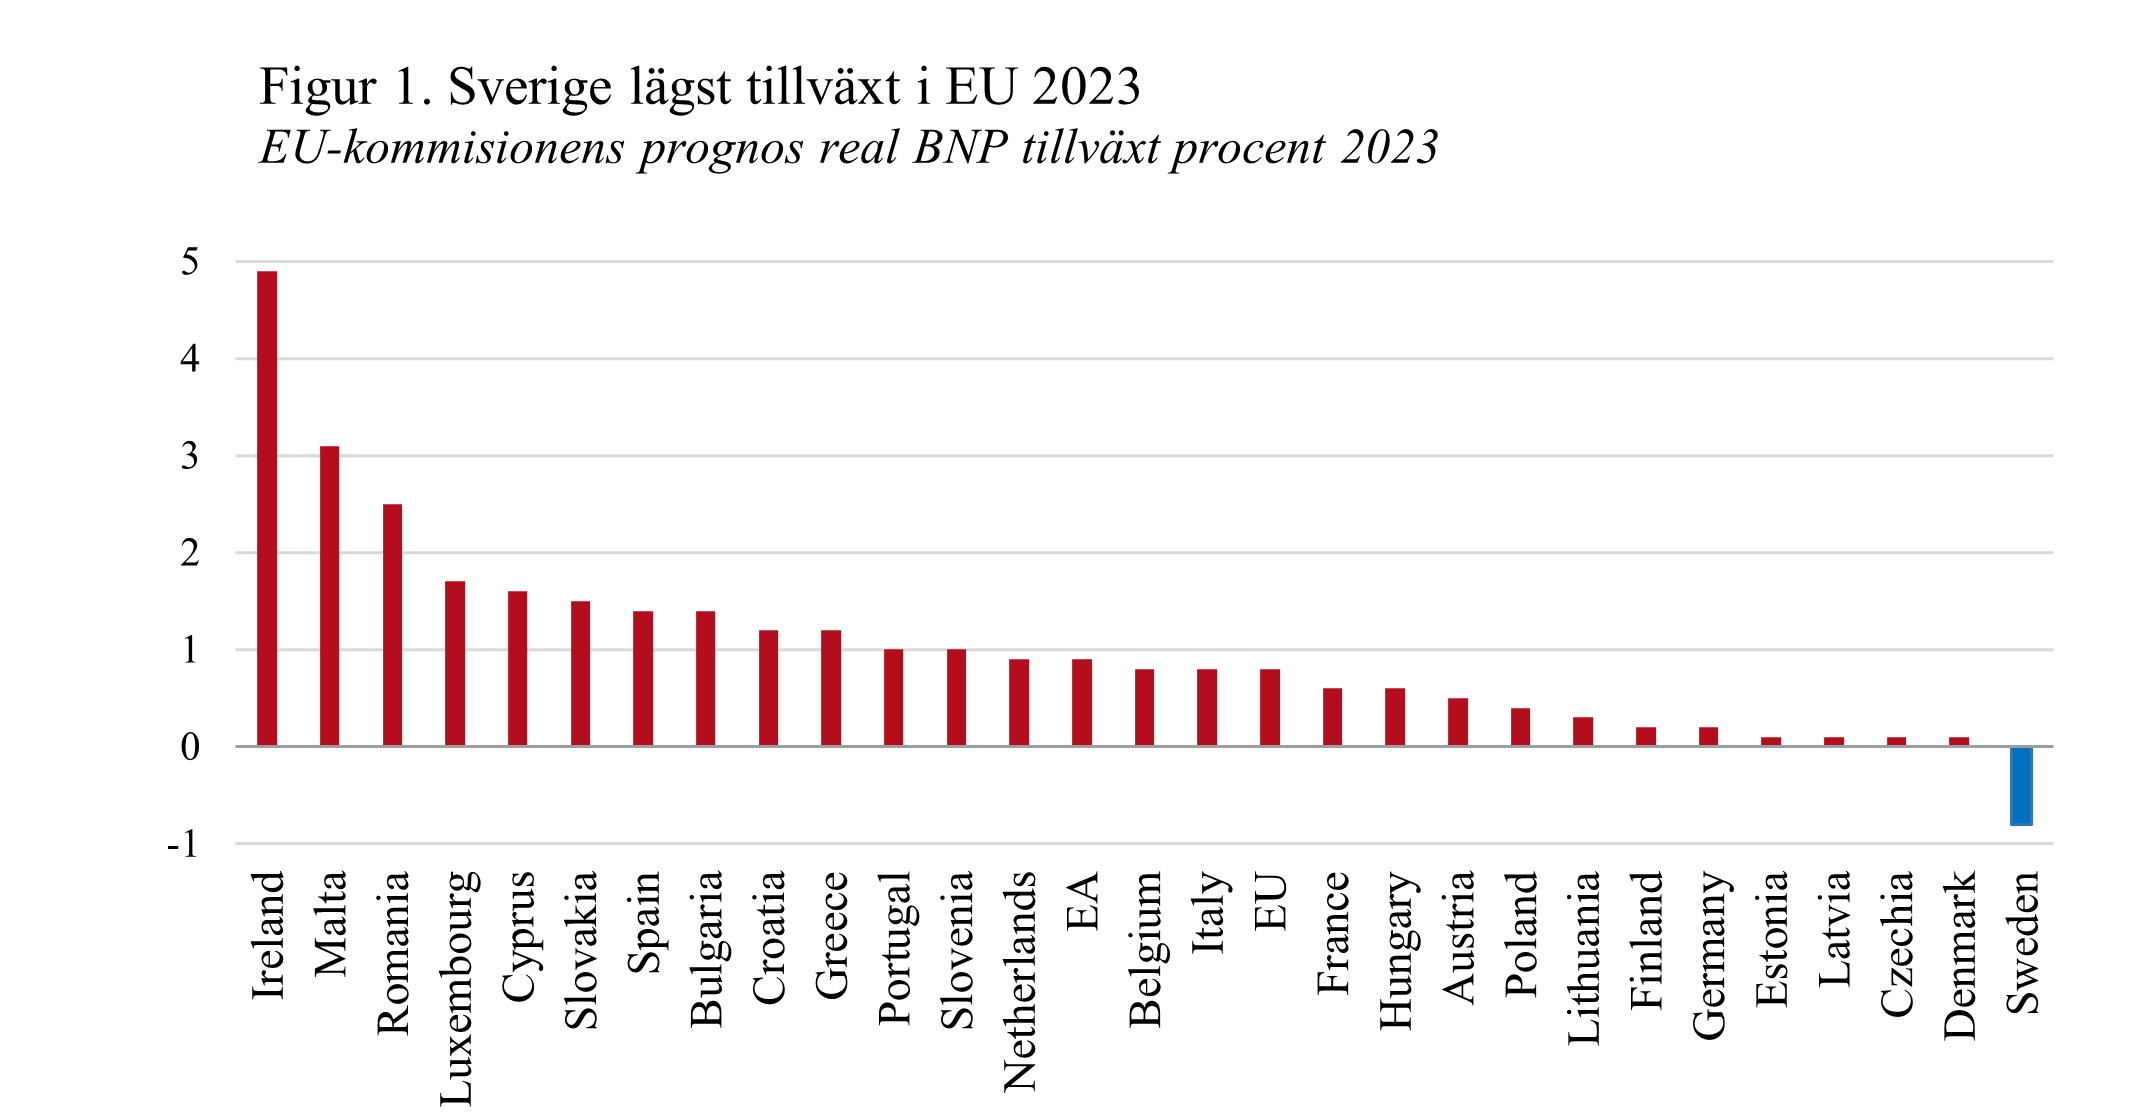 Figur 1. Sverige lägst tillväxt i EU 2023
EU-kommisionens prognos real BNP tillväxt procent 2023
5
4
3
2
1
0
-1
Ireland
Malta
Romania
Luxembourg
Cyprus
Slovakia
Spain
Bulgaria
Croatia
Greece
Portugal
Slovenia
Netherlands
EA
Belgium
Italy
EU
France
Hungary
Austria
Poland
Lithuania
Finland
Germany
Estonia
Latvia
Czechia
Denmark
Sweden